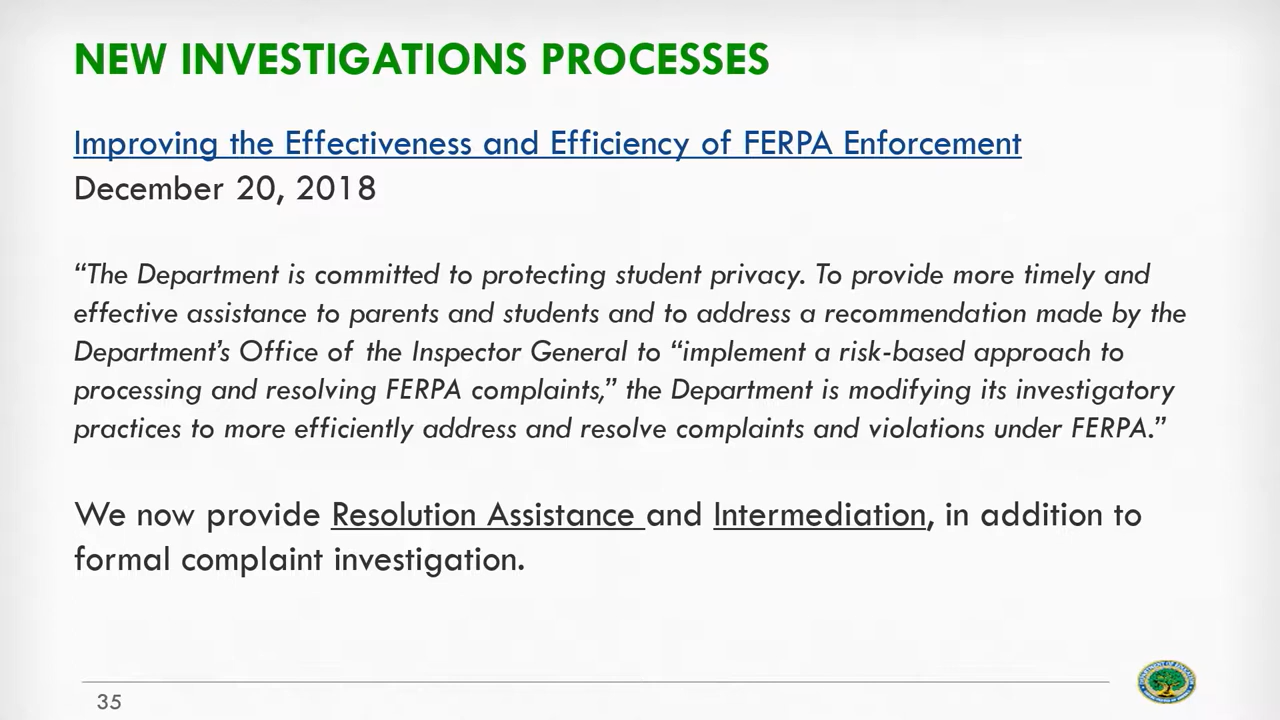 NEW INVESTIGATIONS PROCESSES
Improving the Effectiveness and Efficiency of FERPA Enforcement
December 20, 2018
“The Department is committed to protecting student privacy. To provide more timely and
effective assistance to parents and students and to address a recommendation made by the
Department’s Office of the Inspector General to “implement a risk-based approach to
processing and resolving FERPA complaints,” the Department is modifying its investigatory
practices to more efficiently address and resolve complaints and violations under FERPA.”
We now provide Resolution Assistance and Intermediation, in addition to
formal complaint investigation.
35